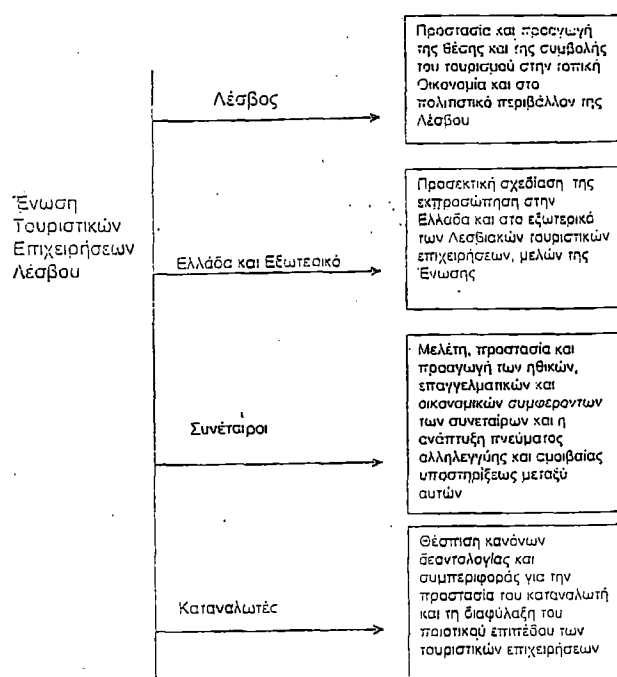 Προστασία και προαγωγή
της θέσης και της συμβολής
του τουρισμού στην τοπική
Οικονομία και στο
πολιτιστικό περιβάλλον της
Λέσβου
Λέσβος
Ένωση
Τουριστικών
Επιχειρήσεων
Λέσβου
Προσεκτική σχεδίαση της
εκπροσώπηση στην
Ελλάδα και στο εξωτερικό
των Λεσβιακών τουριστικών
επιχειρήσεων, μελών της
Ένωσης
Ελλάδα και Εξωτερικό
Μελέτη, προστασία και
προαγωγή των ηθικών,
επαγγελματικών και
οικονομικών συμφεροντων
των συνεταίρων και η
ανάπτυξη πνεύματος
αλληλεγγύης και αμοιβαίας
υποστηρίξεως μεταξύ
αυτών
Συνέταίροι
Θέσπιση κανόνων
δεοντολογίας και
συμπεριφοράς για την
προστασία του καταναλωτή
και τη διαφύλαξη του
ποιοτικού επιπέδου των
τουριστικών επιχειρήσεων
Καταναλωτές